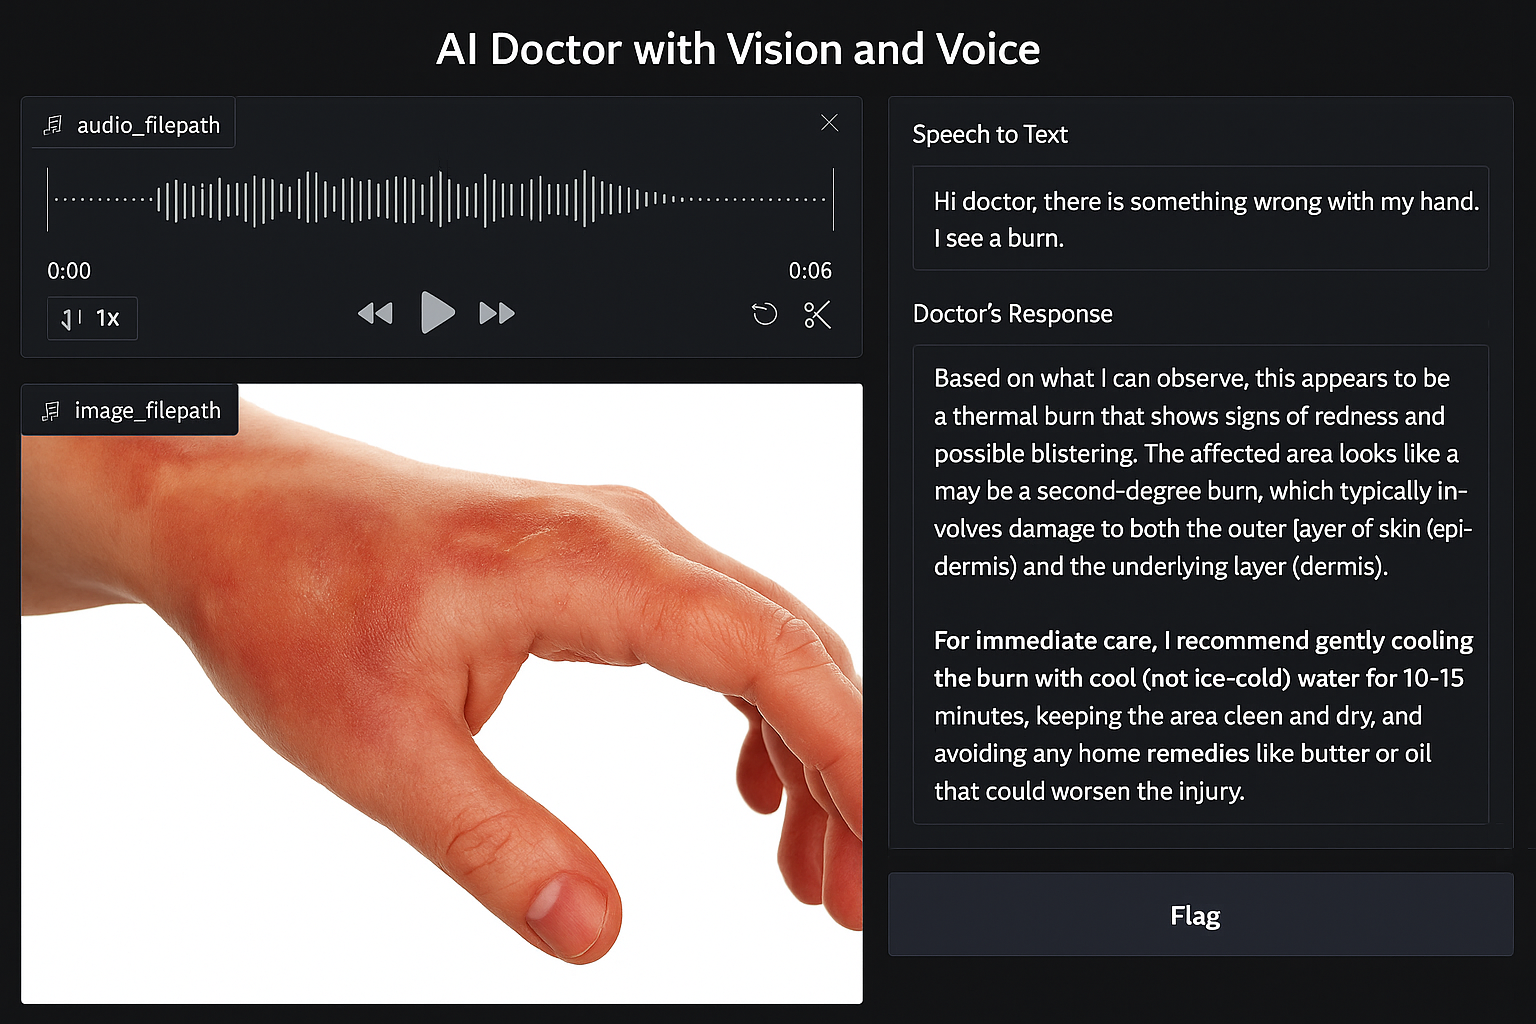 AI Doctor with Vision and Voice
audio_filepath
0:00
0:06
1x
image_filepath
Speech to Text
Hi doctor, there is something wrong with my hand.
I see a burn.
Doctor's Response
Based on what I can observe, this appears to be
a thermal burn that shows signs of redness and
possible blistering. The affected area looks like a
may be a second-degree burn, which typically in-
volves damage to both the outer layer of skin (epi-
dermis) and the underlying layer (dermis).
For immediate care, I recommend gently cooling
the burn with cool (not ice-cold) water for 10-15
minutes, keeping the area cleen and dry, and
avoiding any home remedies like butter or oil
that could worsen the injury.
Flag